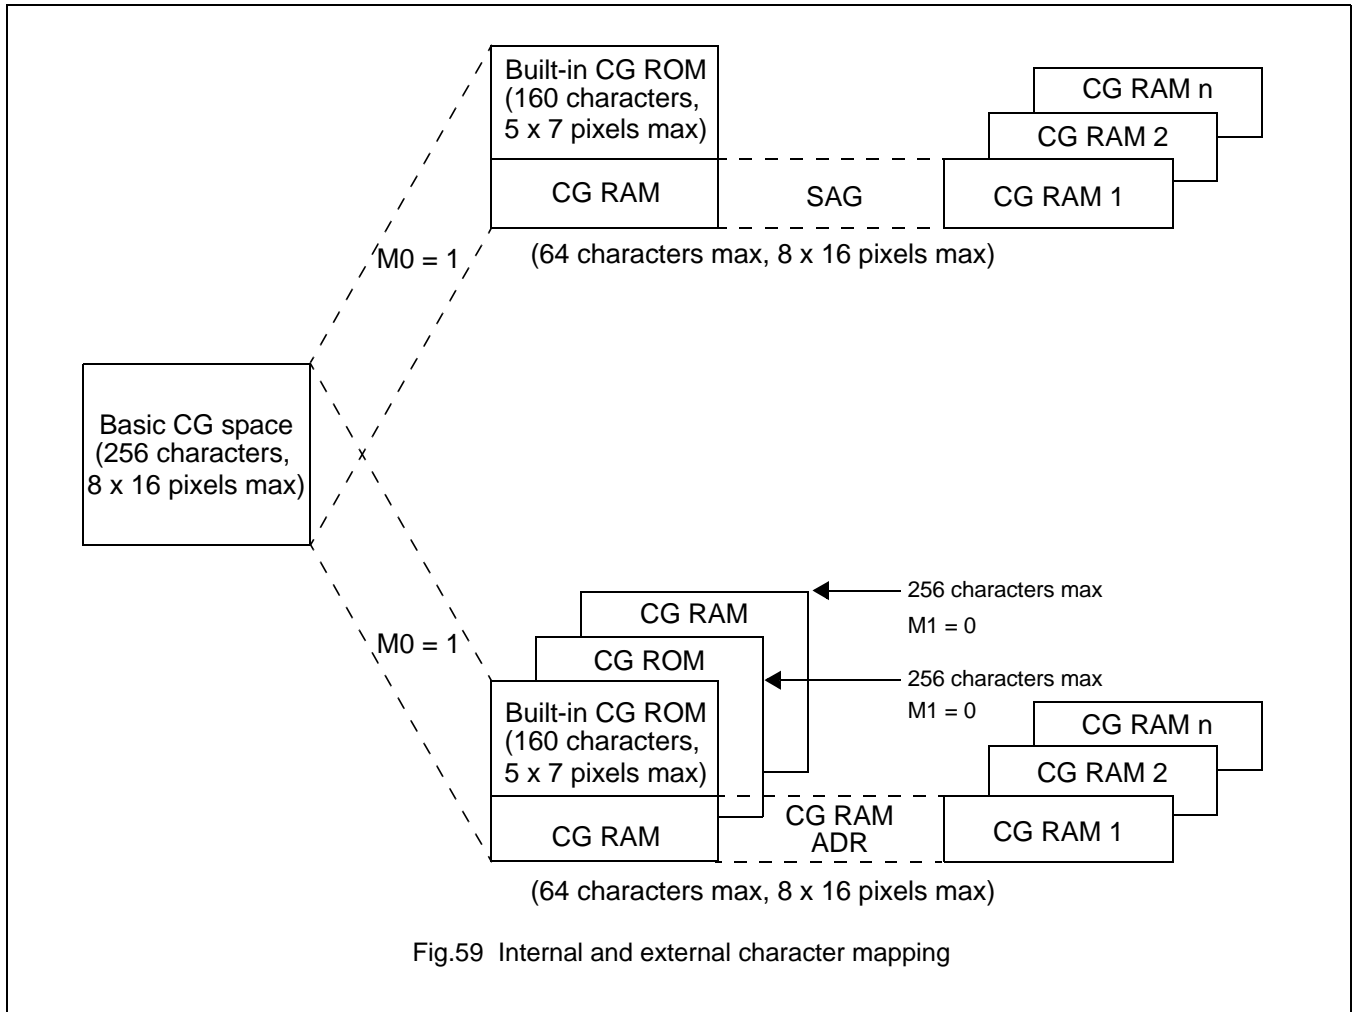 Built-in CG ROM
(160 characters,
5 x 7 pixels max)
CG RAM
SAG
CG RAM n
CG RAM 2
CG RAM 1
(64 characters max, 8 x 16 pixels max)
M0 = 1
Basic CG space
(256 characters,
8 x 16 pixels max)
M0 = 1
CG RAM
CG ROM
256 characters max
M1 = 0
256 characters max
M1 = 0
Built-in CG ROM
(160 characters,
5 x 7 pixels max)
CG RAM
CG RAM
ADR
CG RAM n
CG RAM 2
CG RAM 1
(64 characters max, 8 x 16 pixels max)
Fig.59 Internal and external character mapping